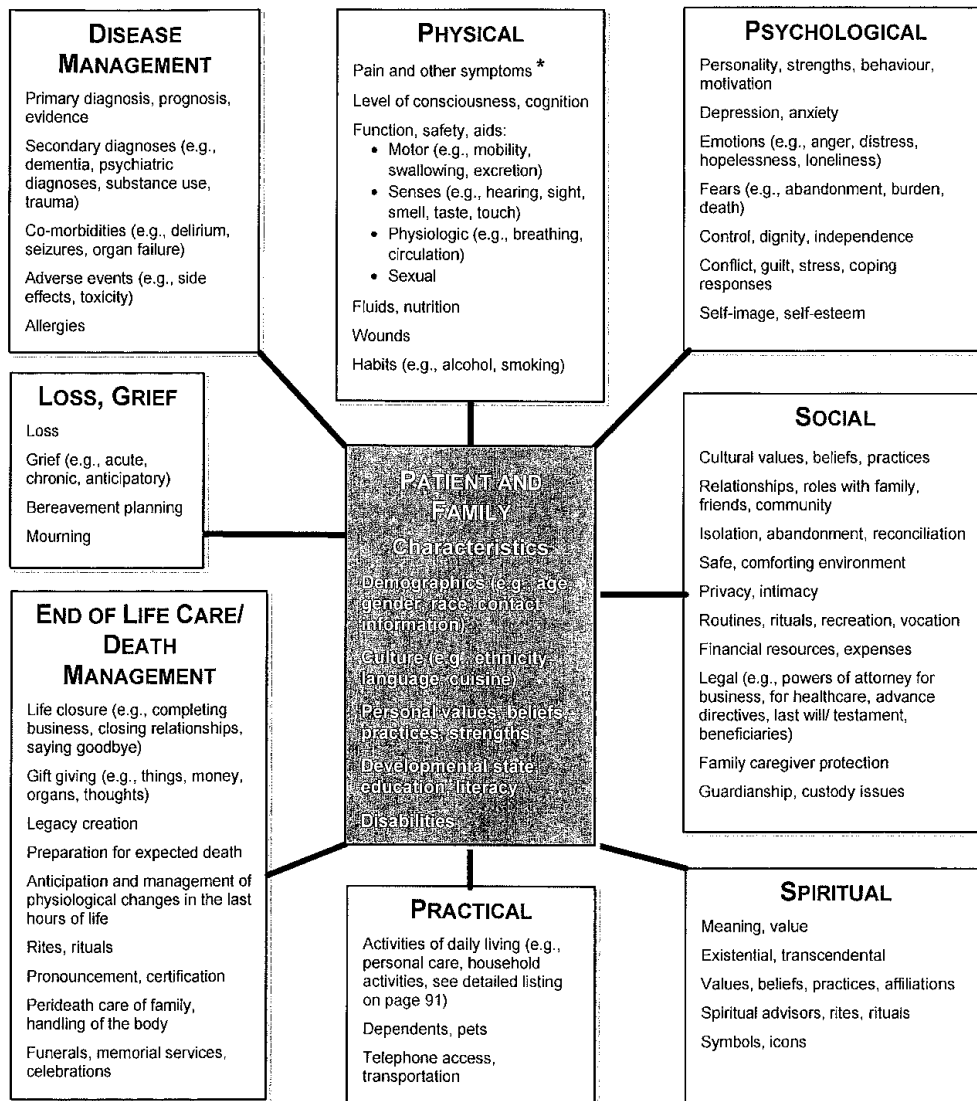 DISEASE
MANAGEMENT
Primary diagnosis, prognosis,
evidence
Secondary diagnoses (e.g.,
dementia, psychiatric
diagnoses, substance use,
trauma)
Co-morbidities (e.g., delirium,
seizures, organ failure)
Adverse events (e.g., side
effects, toxicity)
Allergies
PHYSICAL
Pain and other symptoms *
Level of consciousness, cognition
Function, safety, aids:
• Motor (e.g., mobility,
swallowing, excretion)
• Senses (e.g., hearing, sight,
smell, taste, touch)
• Physiologic (e.g., breathing,
circulation)
• Sexual
Fluids, nutrition
Wounds
Habits (e.g., alcohol, smoking)
PSYCHOLOGICAL
Personality, strengths, behaviour,
motivation
Depression, anxiety
Emotions (e.g., anger, distress,
hopelessness, loneliness)
Fears (e.g., abandonment, burden,
death)
Control, dignity, independence
Conflict, guilt, stress, coping
responses
Self-image, self-esteem
LOSS, GRIEF
Loss
Grief (e.g., acute,
chronic, anticipatory)
Bereavement planning
Mourning
PATIENT AND
FAMILY
Characteristics
Demographics (e.g., age,
gender, race, contact
information)
Culture (e.g., ethnicity,
language, cuisine)
Personal values, beliefs,
practices, strengths
Developmental state,
education, literacy
Disabilities
SOCIAL
Cultural values, beliefs, practices
Relationships, roles with family,
friends, community
Isolation, abandonment, reconciliation
Safe, comforting environment
Privacy, intimacy
Routines, rituals, recreation, vocation
Financial resources, expenses
Legal (e.g., powers of attorney for
business, for healthcare, advance
directives, last will/ testament,
beneficiaries)
Family caregiver protection
Guardianship, custody issues
END OF LIFE CARE/
DEATH
MANAGEMENT
Life closure (e.g., completing
business, closing relationships,
saying goodbye)
Gift giving (e.g., things, money,
organs, thoughts)
Legacy creation
Preparation for expected death
Anticipation and management of
physiological changes in the last
hours of life
Rites, rituals
Pronouncement, certification
Perideath care of family,
handling of the body
Funerals, memorial services,
celebrations
PRACTICAL
Activities of daily living (e.g.,
personal care, household
activities, see detailed listing
on page 91)
Dependents, pets
Telephone access,
transportation
SPIRITUAL
Meaning, value
Existential, transcendental
Values, beliefs, practices, affiliations
Spiritual advisors, rites, rituals
Symbols, icons